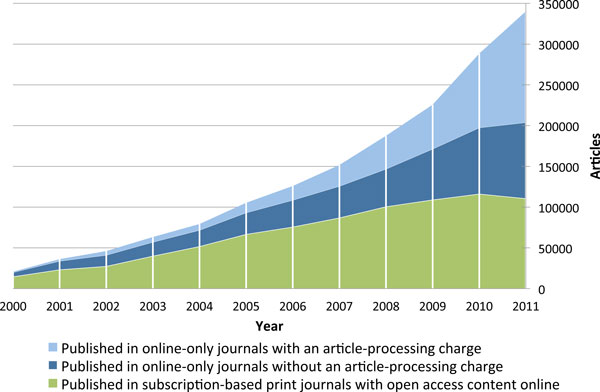 350000
300000
250000
200000
150000
100000
50000
0
Articles
2000 2001 2002 2003 2004 2005 2006 2007 2008 2009 2010 2011
Year
Published in online-only journals with an article-processing charge
Published in online-only journals without an article-processing charge
Published in subscription-based print journals with open access content online